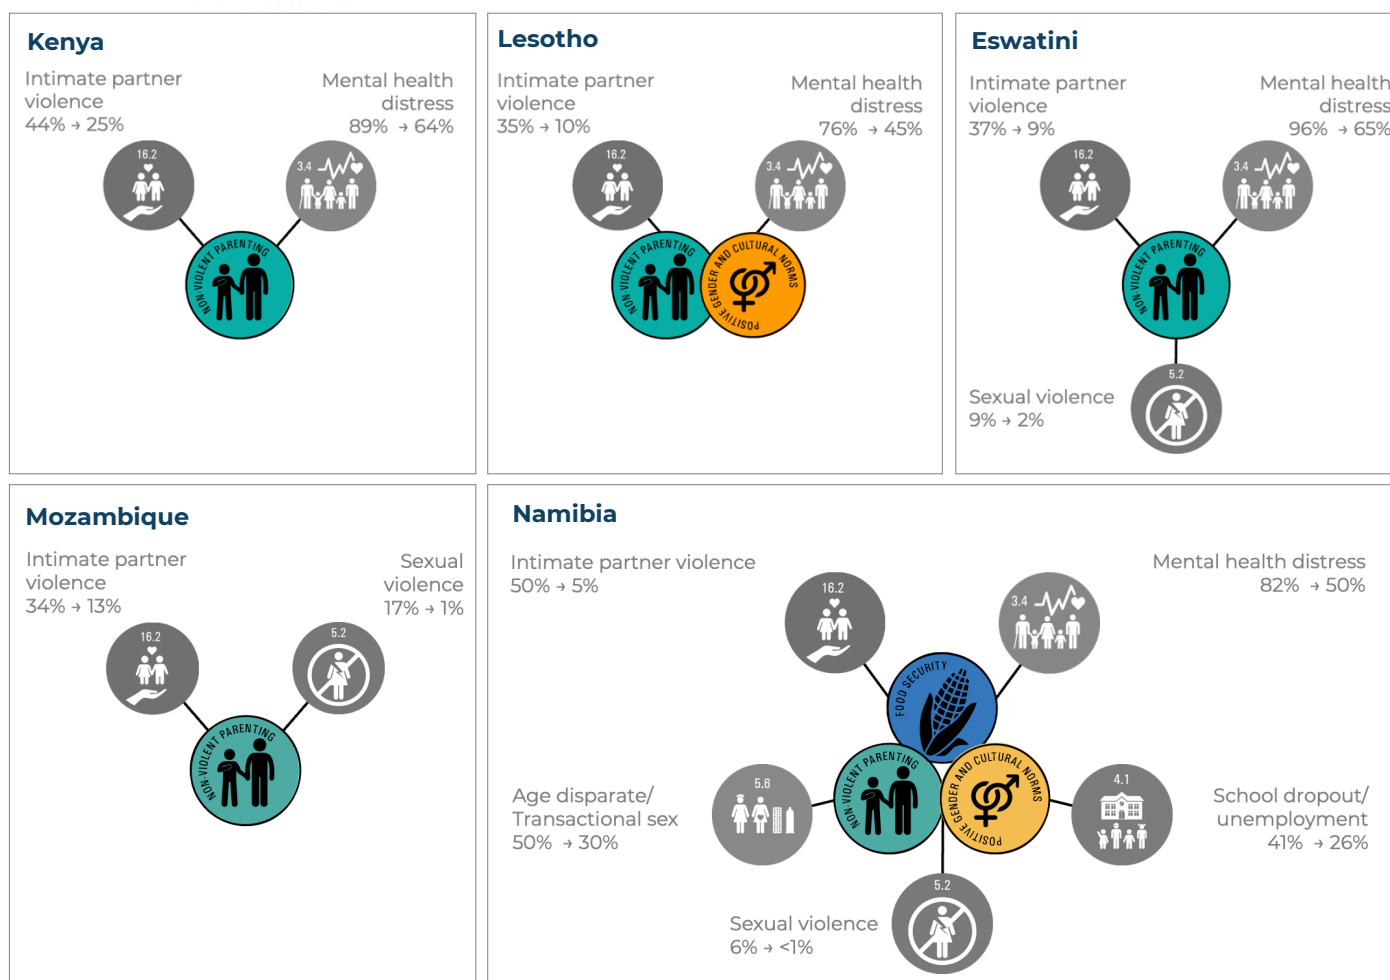 Kenya
Intimate partner
violence
44% → 25%
Mental health
distress
89% → 64%
16.2
3.4
NON-VIOLENT PARENTING
Lesotho
Intimate partner
violence
35% → 10%
Mental health
distress
76% → 45%
16.2
3.4
NON-VIOLENT PARENTING
POSITIVE GENDER AND CULTURAL NORMS
Eswatini
Intimate partner
violence
37% → 9%
Mental health
distress
96% → 65%
16.2
3.4
NON-VIOLENT PARENTING
5.2
Sexual violence
9% → 2%
Mozambique
Intimate partner
violence
34% → 13%
Sexual
violence
17% → 1%
16.2
5.2
NON-VIOLENT PARENTING
Namibia
Intimate partner violence
50% → 5%
Mental health distress
82% → 50%
16.2
3.4
FOOD SECURITY
NON-VIOLENT PARENTING
POSITIVE GENDER AND CULTURAL NORMS
5.6
4.1
Age disparate/
Transactional sex
50% → 30%
School dropout/
unemployment
41% → 26%
5.2
Sexual violence
6% → <1%